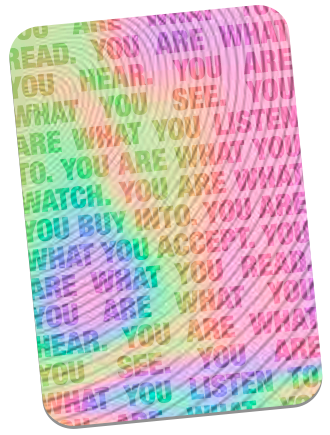 YOU ARE WHAT
READ. YOU ARE WHAT
YOU HEAR. YOU ARE
WHAT YOU SEE. YOU
ARE WHAT YOU LISTEN
TO. YOU ARE WHAT YOU
WATCH. YOU ARE WHAT
YOU BUY INTO. YOU ARE
WHAT YOU ACCEPT. YOU
ARE WHAT YOU READ.
YOU ARE WHAT YOU
HEAR. YOU ARE WHAT
YOU SEE. YOU ARE
WHAT YOU LISTEN TO
YOU ARE WHAT YOU